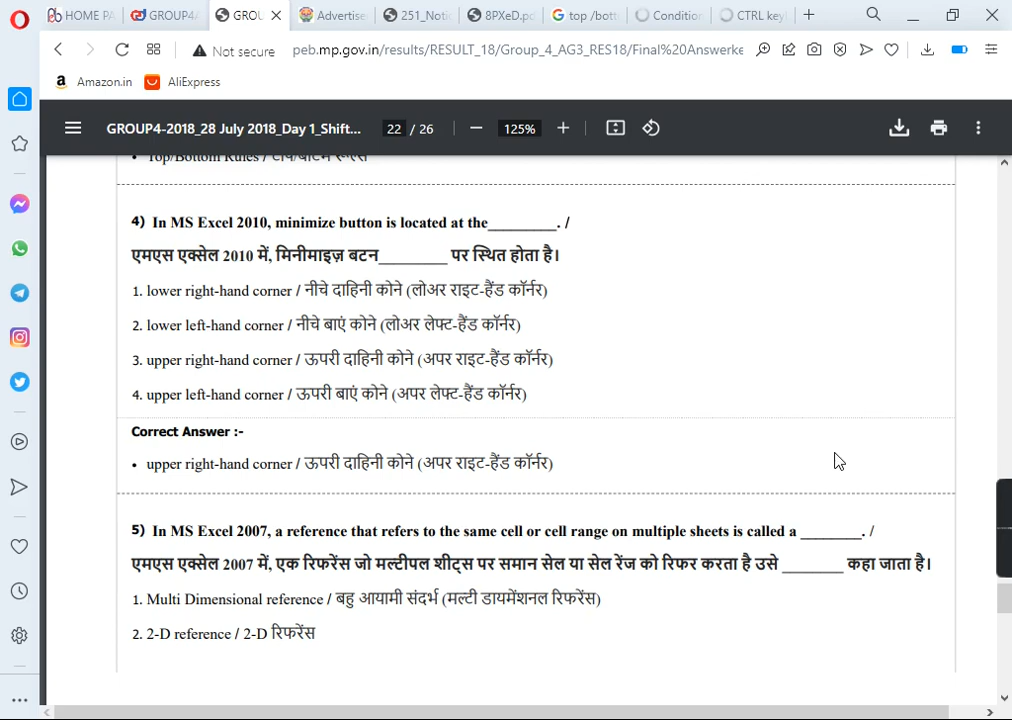 HOME PA
GROUP4A
GROU
Advertise
251_Noti
8PXeD.pd
top /bott
Condition
CTRL key
Not secure
peb.mp.gov.in/results/RESULT_18/Group_4_AG3_RES18/Final%20Answerke
Amazon.in
AliExpress
GROUP4-2018_28 July 2018_Day 1_Shift...
22 / 26
125%
• Top/Bottom Rules / टॉप/बॉटम रूल्स
4) In MS Excel 2010, minimize button is located at the_________. /
एमएस एक्सेल 2010 में, मिनीमाइज़ बटन_________ पर स्थित होता है।
1. lower right-hand corner / नीचे दाहिनी कोने (लोअर राइट-हैंड कॉर्नर)
2. lower left-hand corner / नीचे बाएं कोने (लोअर लेफ्ट-हैंड कॉर्नर)
3. upper right-hand corner / ऊपरी दाहिनी कोने (अपर राइट-हैंड कॉर्नर)
4. upper left-hand corner / ऊपरी बाएं कोने (अपर लेफ्ट-हैंड कॉर्नर)
Correct Answer :-
• upper right-hand corner / ऊपरी दाहिनी कोने (अपर राइट-हैंड कॉर्नर)
5) In MS Excel 2007, a reference that refers to the same cell or cell range on multiple sheets is called a ________. /
एमएस एक्सेल 2007 में, एक रिफरेंस जो मल्टीपल शीट्स पर समान सेल या सेल रेंज को रिफर करता है उसे ________ कहा जाता है।
1. Multi Dimensional reference / बहु आयामी संदर्भ (मल्टी डायमेंशनल रिफरेंस)
2. 2-D reference / 2-D रिफरेंस